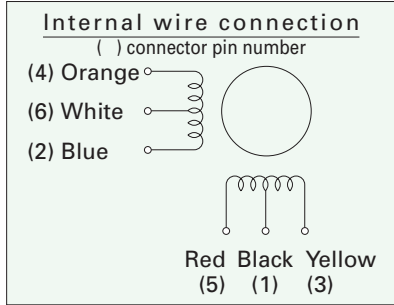 Internal wire connection
( ) connector pin number
(4) Orange
(6) White
(2) Blue
Red Black Yellow
(5) (1) (3)